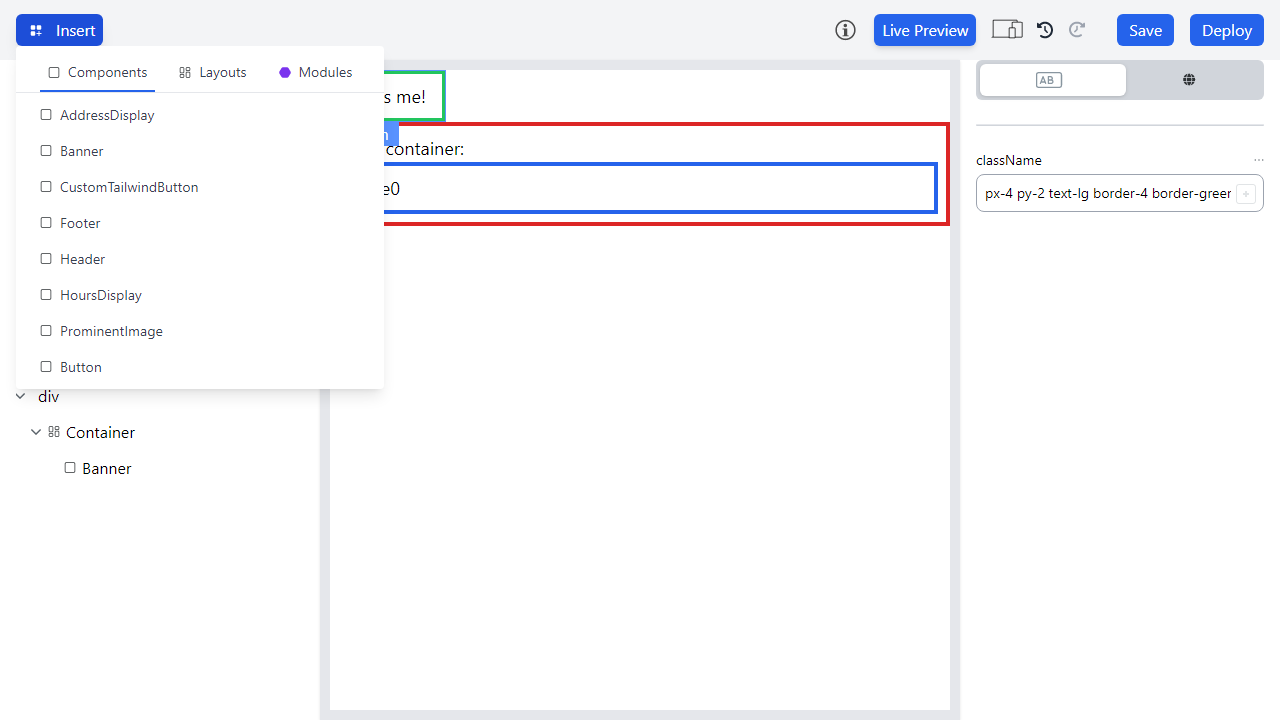 Insert
Live Preview
Save
Deploy
Components
Layouts
Modules
AddressDisplay
Banner
CustomTailwindButton
Footer
Header
HoursDisplay
ProminentImage
Button
div
Container
Banner
s me!
container:
e0
AB
className
px-4 py-2 text-lg border-4 border-green